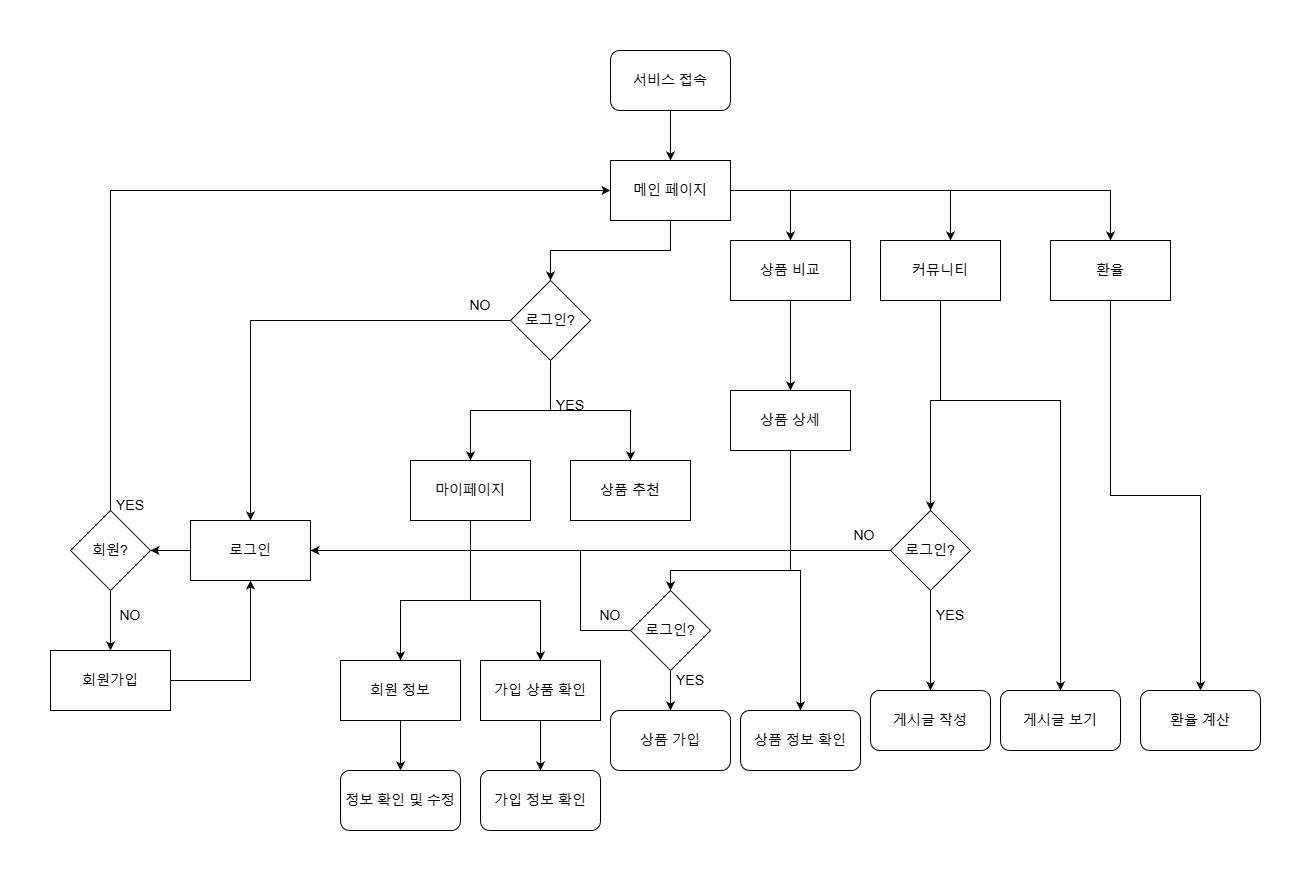 서비스 접속
메인 페이지
상품 비교
커뮤니티
환율
NO
로그인?
YES
상품 상세
마이페이지
상품 추천
YES
회원?
로그인
NO
로그인?
NO
회원가입
NO
로그인?
YES
YES
회원 정보
가입 상품 확인
상품 가입
상품 정보 확인
게시글 작성
게시글 보기
환율 계산
정보 확인 및 수정
가입 정보 확인